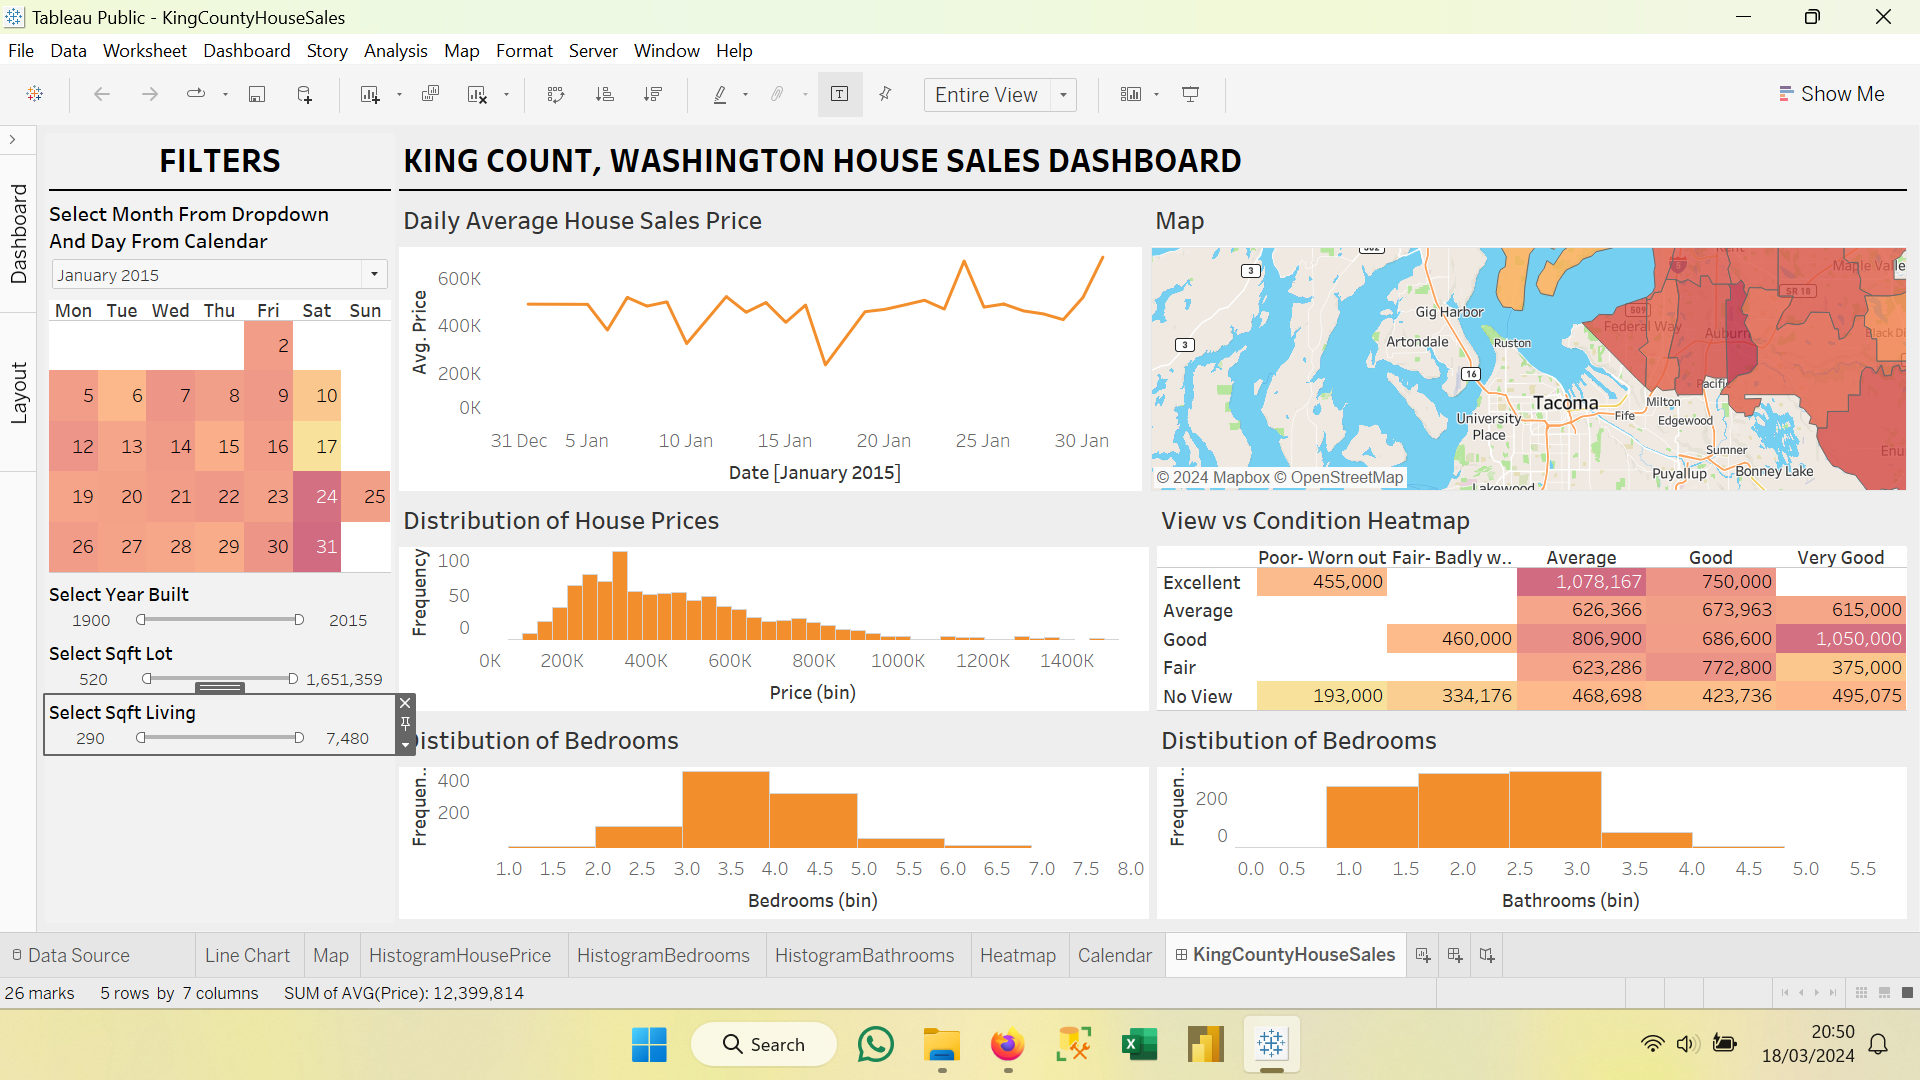 Tableau Public - KingCountyHouseSales
File Data Worksheet Dashboard Story Analysis Map Format Server Window Help
Entire View
Show Me
Dashboard
Layout
FILTERS
Select Month From Dropdown
And Day From Calendar
January 2015
Mon Tue Wed Thu Fri Sat Sun
2
5 6 7 8 9 10
12 13 14 15 16 17
19 20 21 22 23 24 25
26 27 28 29 30 31
Select Year Built
1900 2015
Select Sqft Lot
520 1,651,359
Select Sqft Living
290 7,480
KING COUNT, WASHINGTON HOUSE SALES DASHBOARD
Daily Average House Sales Price
Avg. Price
600K
400K
200K
0K
31 Dec 5 Jan 10 Jan 15 Jan 20 Jan 25 Jan 30 Jan
Date [January 2015]
Map
3
3
16
509
SR 18
Maple Valle
Gig Harbor
Artondale
Ruston
Federal Way
Auburn
Black Di
Pacific
Tacoma
Milton
Fife
Edgewood
University
Place
Sumner
Enu
Puyallup
Bonney Lake
Lakewood
© 2024 Mapbox © OpenStreetMap
Distribution of House Prices
Frequency
100
50
0
0K 200K 400K 600K 800K 1000K 1200K 1400K
Price (bin)
View vs Condition Heatmap
Poor- Worn out Fair- Badly w.. Average Good Very Good
Excellent 455,000 1,078,167 750,000
Average 626,366 673,963 615,000
Good 460,000 806,900 686,600 1,050,000
Fair 623,286 772,800 375,000
No View 193,000 334,176 468,698 423,736 495,075
Distibution of Bedrooms
Frequen..
400
200
1.0 1.5 2.0 2.5 3.0 3.5 4.0 4.5 5.0 5.5 6.0 6.5 7.0 7.5 8.0
Bedrooms (bin)
Distibution of Bedrooms
Frequen..
200
0
0.0 0.5 1.0 1.5 2.0 2.5 3.0 3.5 4.0 4.5 5.0 5.5
Bathrooms (bin)
Data Source Line Chart Map HistogramHousePrice HistogramBedrooms HistogramBathrooms Heatmap Calendar KingCountyHouseSales
26 marks 5 rows by 7 columns SUM of AVG(Price): 12,399,814
Search
20:50
18/03/2024